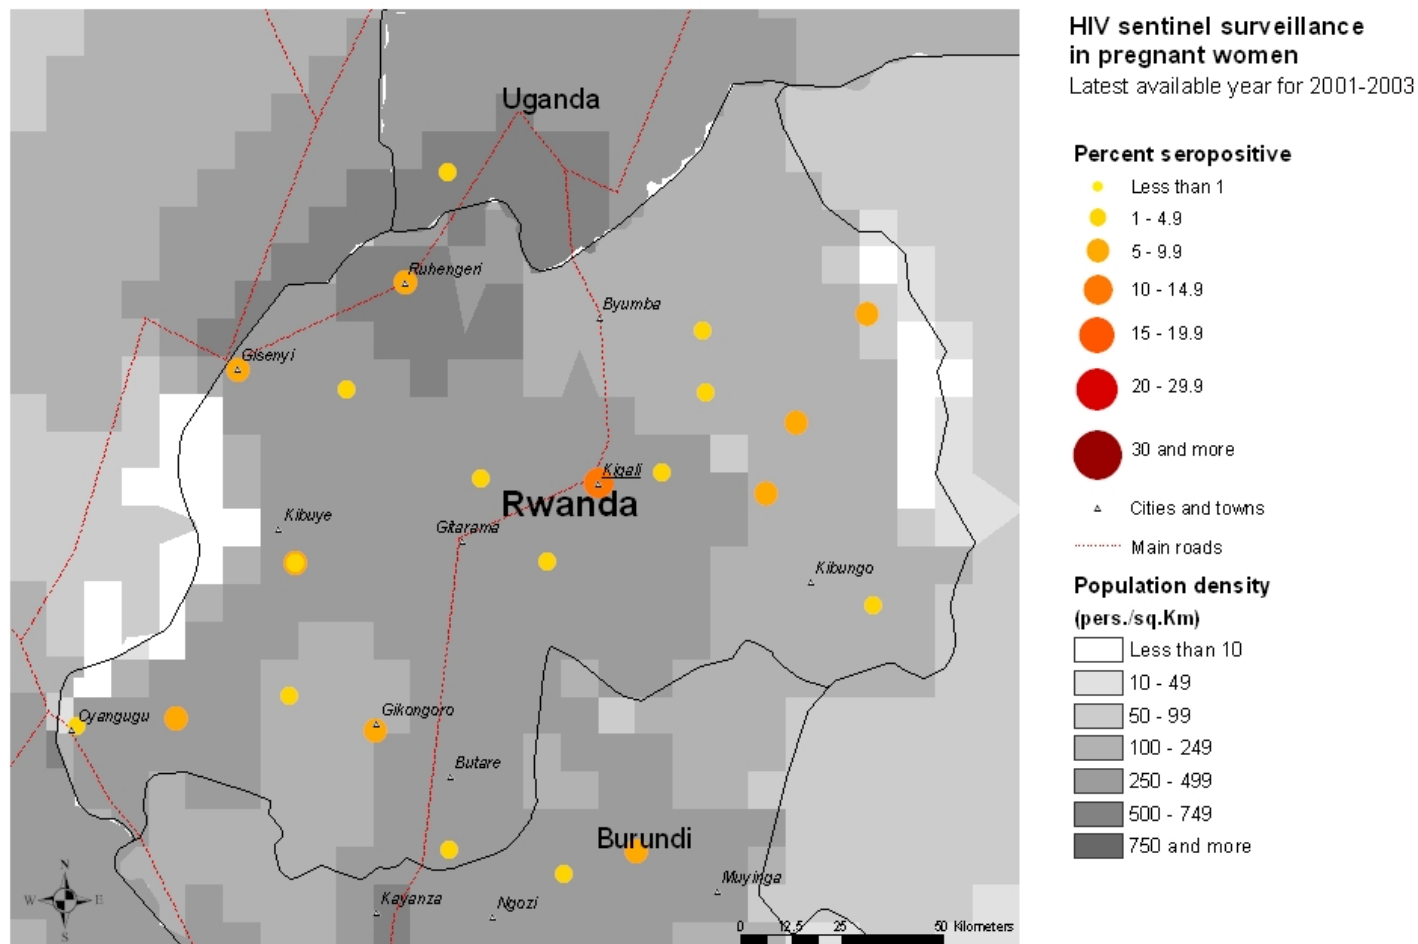 HIV sentinel surveillance
in pregnant women
Latest available year for 2001-2003
Percent seropositive
Less than 1
1 - 4.9
5 - 9.9
10 - 14.9
15 - 19.9
20 - 29.9
30 and more
Cities and towns
Main roads
Population density
(pers./sq.Km)
Less than 10
10 - 49
50 - 99
100 - 249
250 - 499
500 - 749
750 and more
Uganda
Ruhengeri
Byumba
Gisenyi
Kigali
Rwanda
Kibuye
Gitarama
Kibungo
Cyangugu
Gikongoro
Butare
Burundi
Muyinga
Kayanza
Ngozi
N
W E
S
0 12,5 25 50 Kilometers